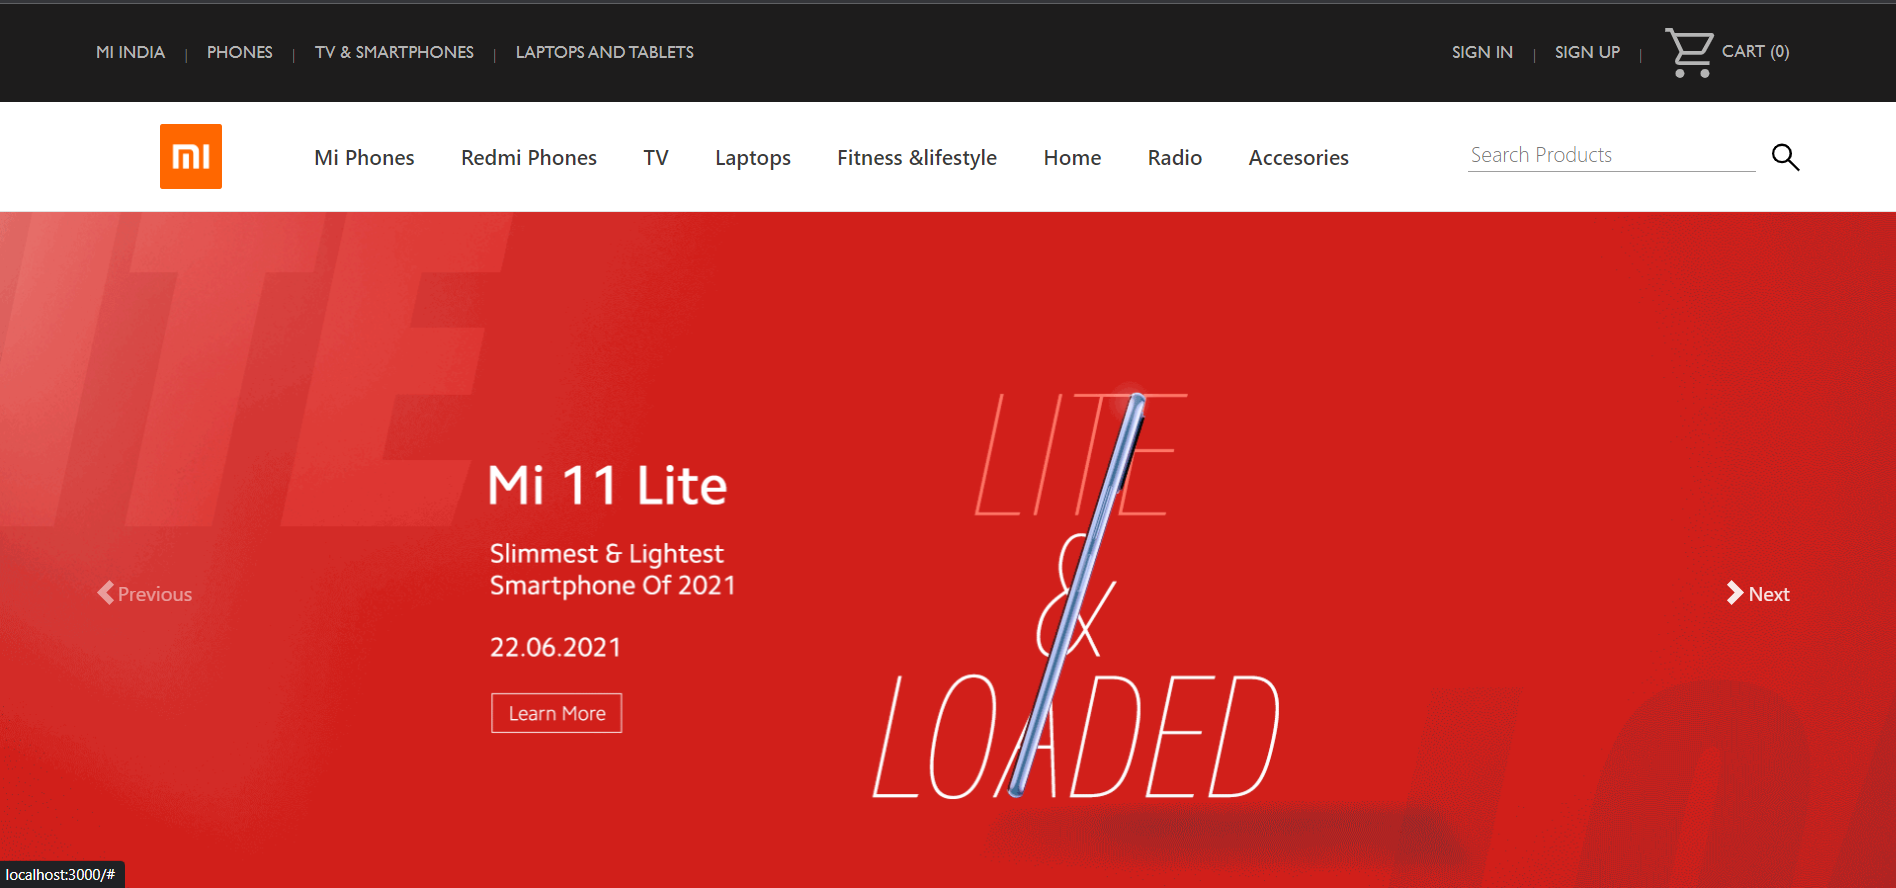 MI INDIA | PHONES | TV & SMARTPHONES | LAPTOPS AND TABLETS
SIGN IN | SIGN UP | CART (0)
mi
Mi Phones Redmi Phones TV Laptops Fitness &lifestyle Home Radio Accesories
Search Products
ITE
LITE
&
LOADED
Mi 11 Lite
Slimmest & Lightest
Smartphone Of 2021
22.06.2021
Learn More
Previous
Next
LO
localhost:3000/#